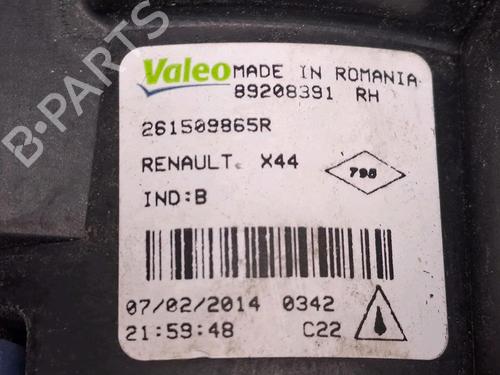 B-PARTS
Valeo MADE IN ROMANIA
89208391 RH
261509865R
RENAULT. X44
798
IND:B
07/02/2014 0342
21:59:48 C22